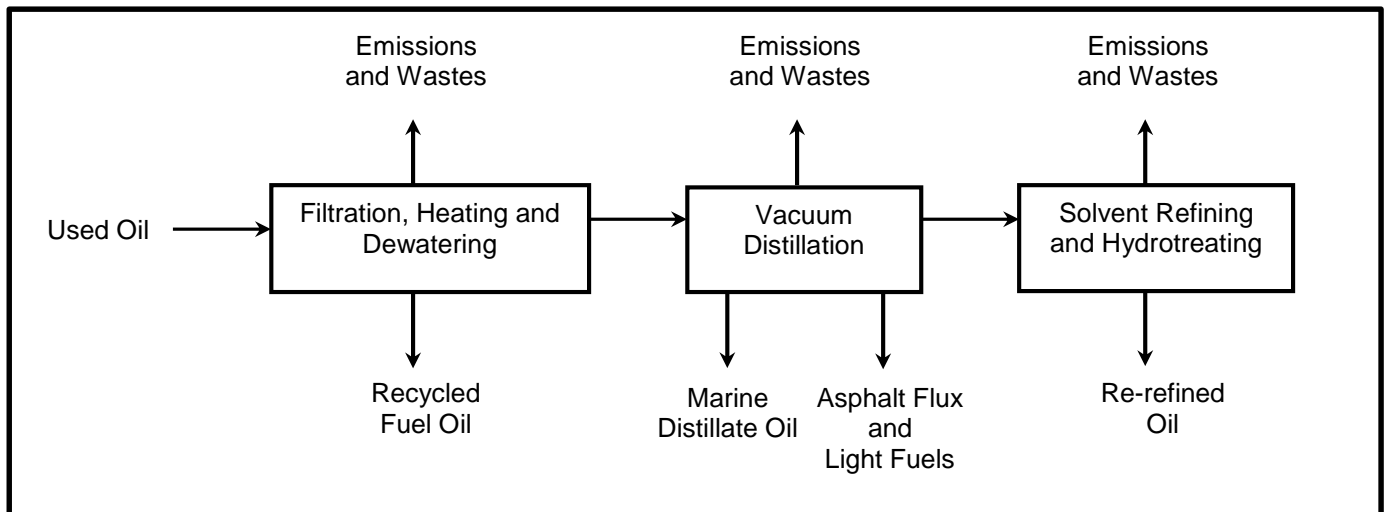 Emissions
and Wastes
Emissions
and Wastes
Emissions
and Wastes
Used Oil
Filtration, Heating and
Dewatering
Vacuum
Distillation
Solvent Refining
and Hydrotreating
Recycled
Fuel Oil
Marine
Distillate Oil
Asphalt Flux
and
Light Fuels
Re-refined
Oil